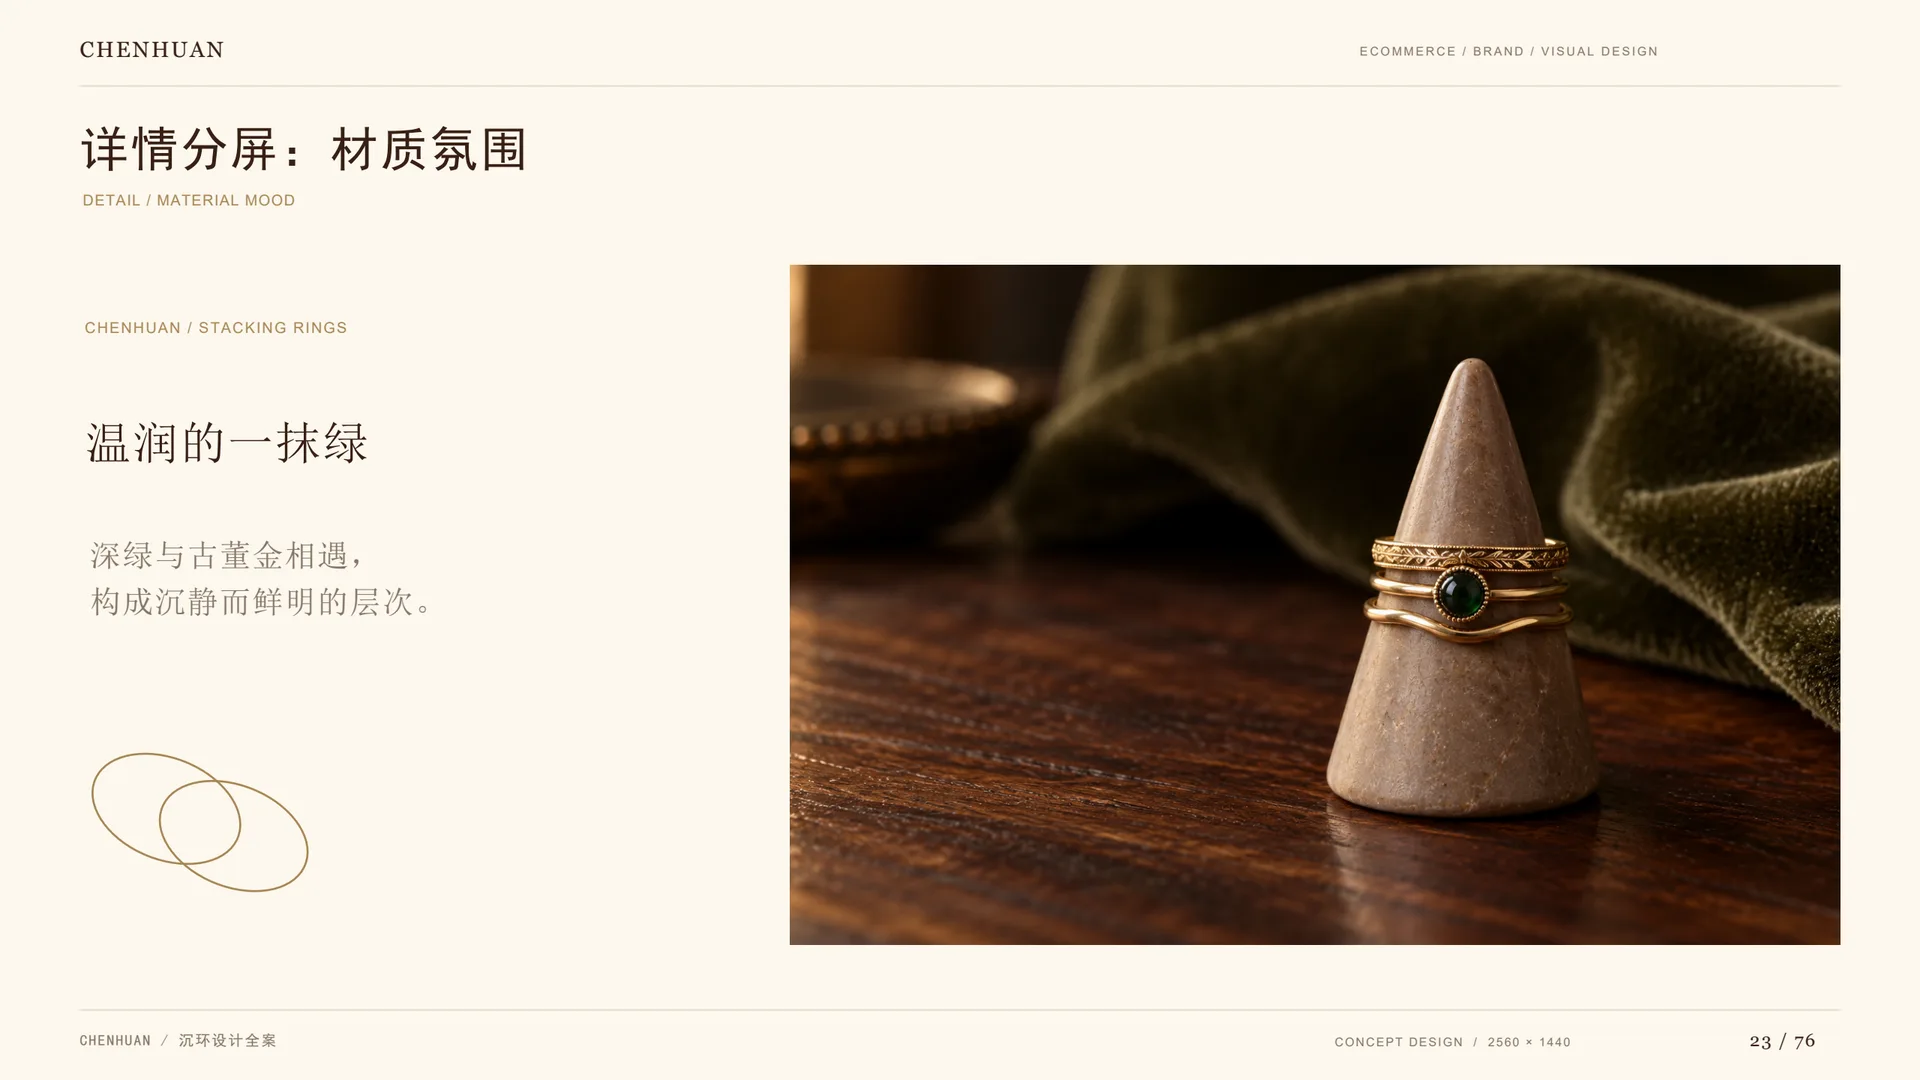 CHENHUAN
ECOMMERCE / BRAND / VISUAL DESIGN
详情分屏：材质氛围
DETAIL / MATERIAL MOOD
CHENHUAN / STACKING RINGS
温润的一抹绿
深绿与古董金相遇，
构成沉静而鲜明的层次。
CHENHUAN / 沉环设计全案
CONCEPT DESIGN / 2560 × 1440
23 / 76